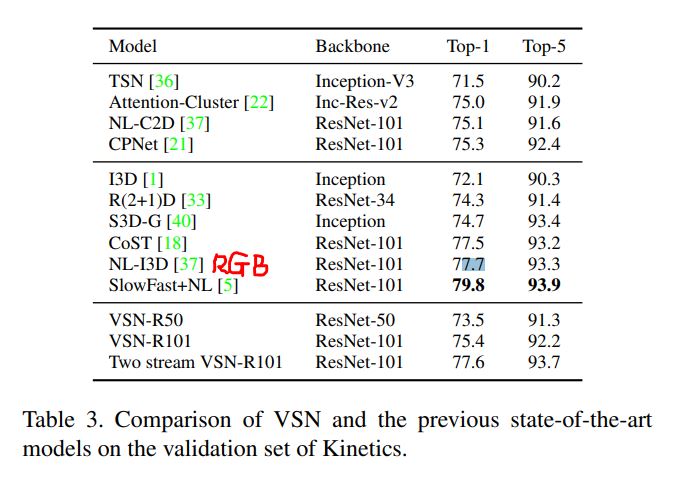 Model Backbone Top-1 Top-5
TSN [36] Inception-V3 71.5 90.2
Attention-Cluster [22] Inc-Res-v2 75.0 91.9
NL-C2D [37] ResNet-101 75.1 91.6
CPNet [21] ResNet-101 75.3 92.4
I3D [1] Inception 72.1 90.3
R(2+1)D [33] ResNet-34 74.3 91.4
S3D-G [40] Inception 74.7 93.4
CoST [18] ResNet-101 77.5 93.2
NL-I3D [37] RGB ResNet-101 77.7 93.3
SlowFast+NL [5] ResNet-101 79.8 93.9
VSN-R50 ResNet-50 73.5 91.3
VSN-R101 ResNet-101 75.4 92.2
Two stream VSN-R101 ResNet-101 77.6 93.7
Table 3. Comparison of VSN and the previous state-of-the-art
models on the validation set of Kinetics.